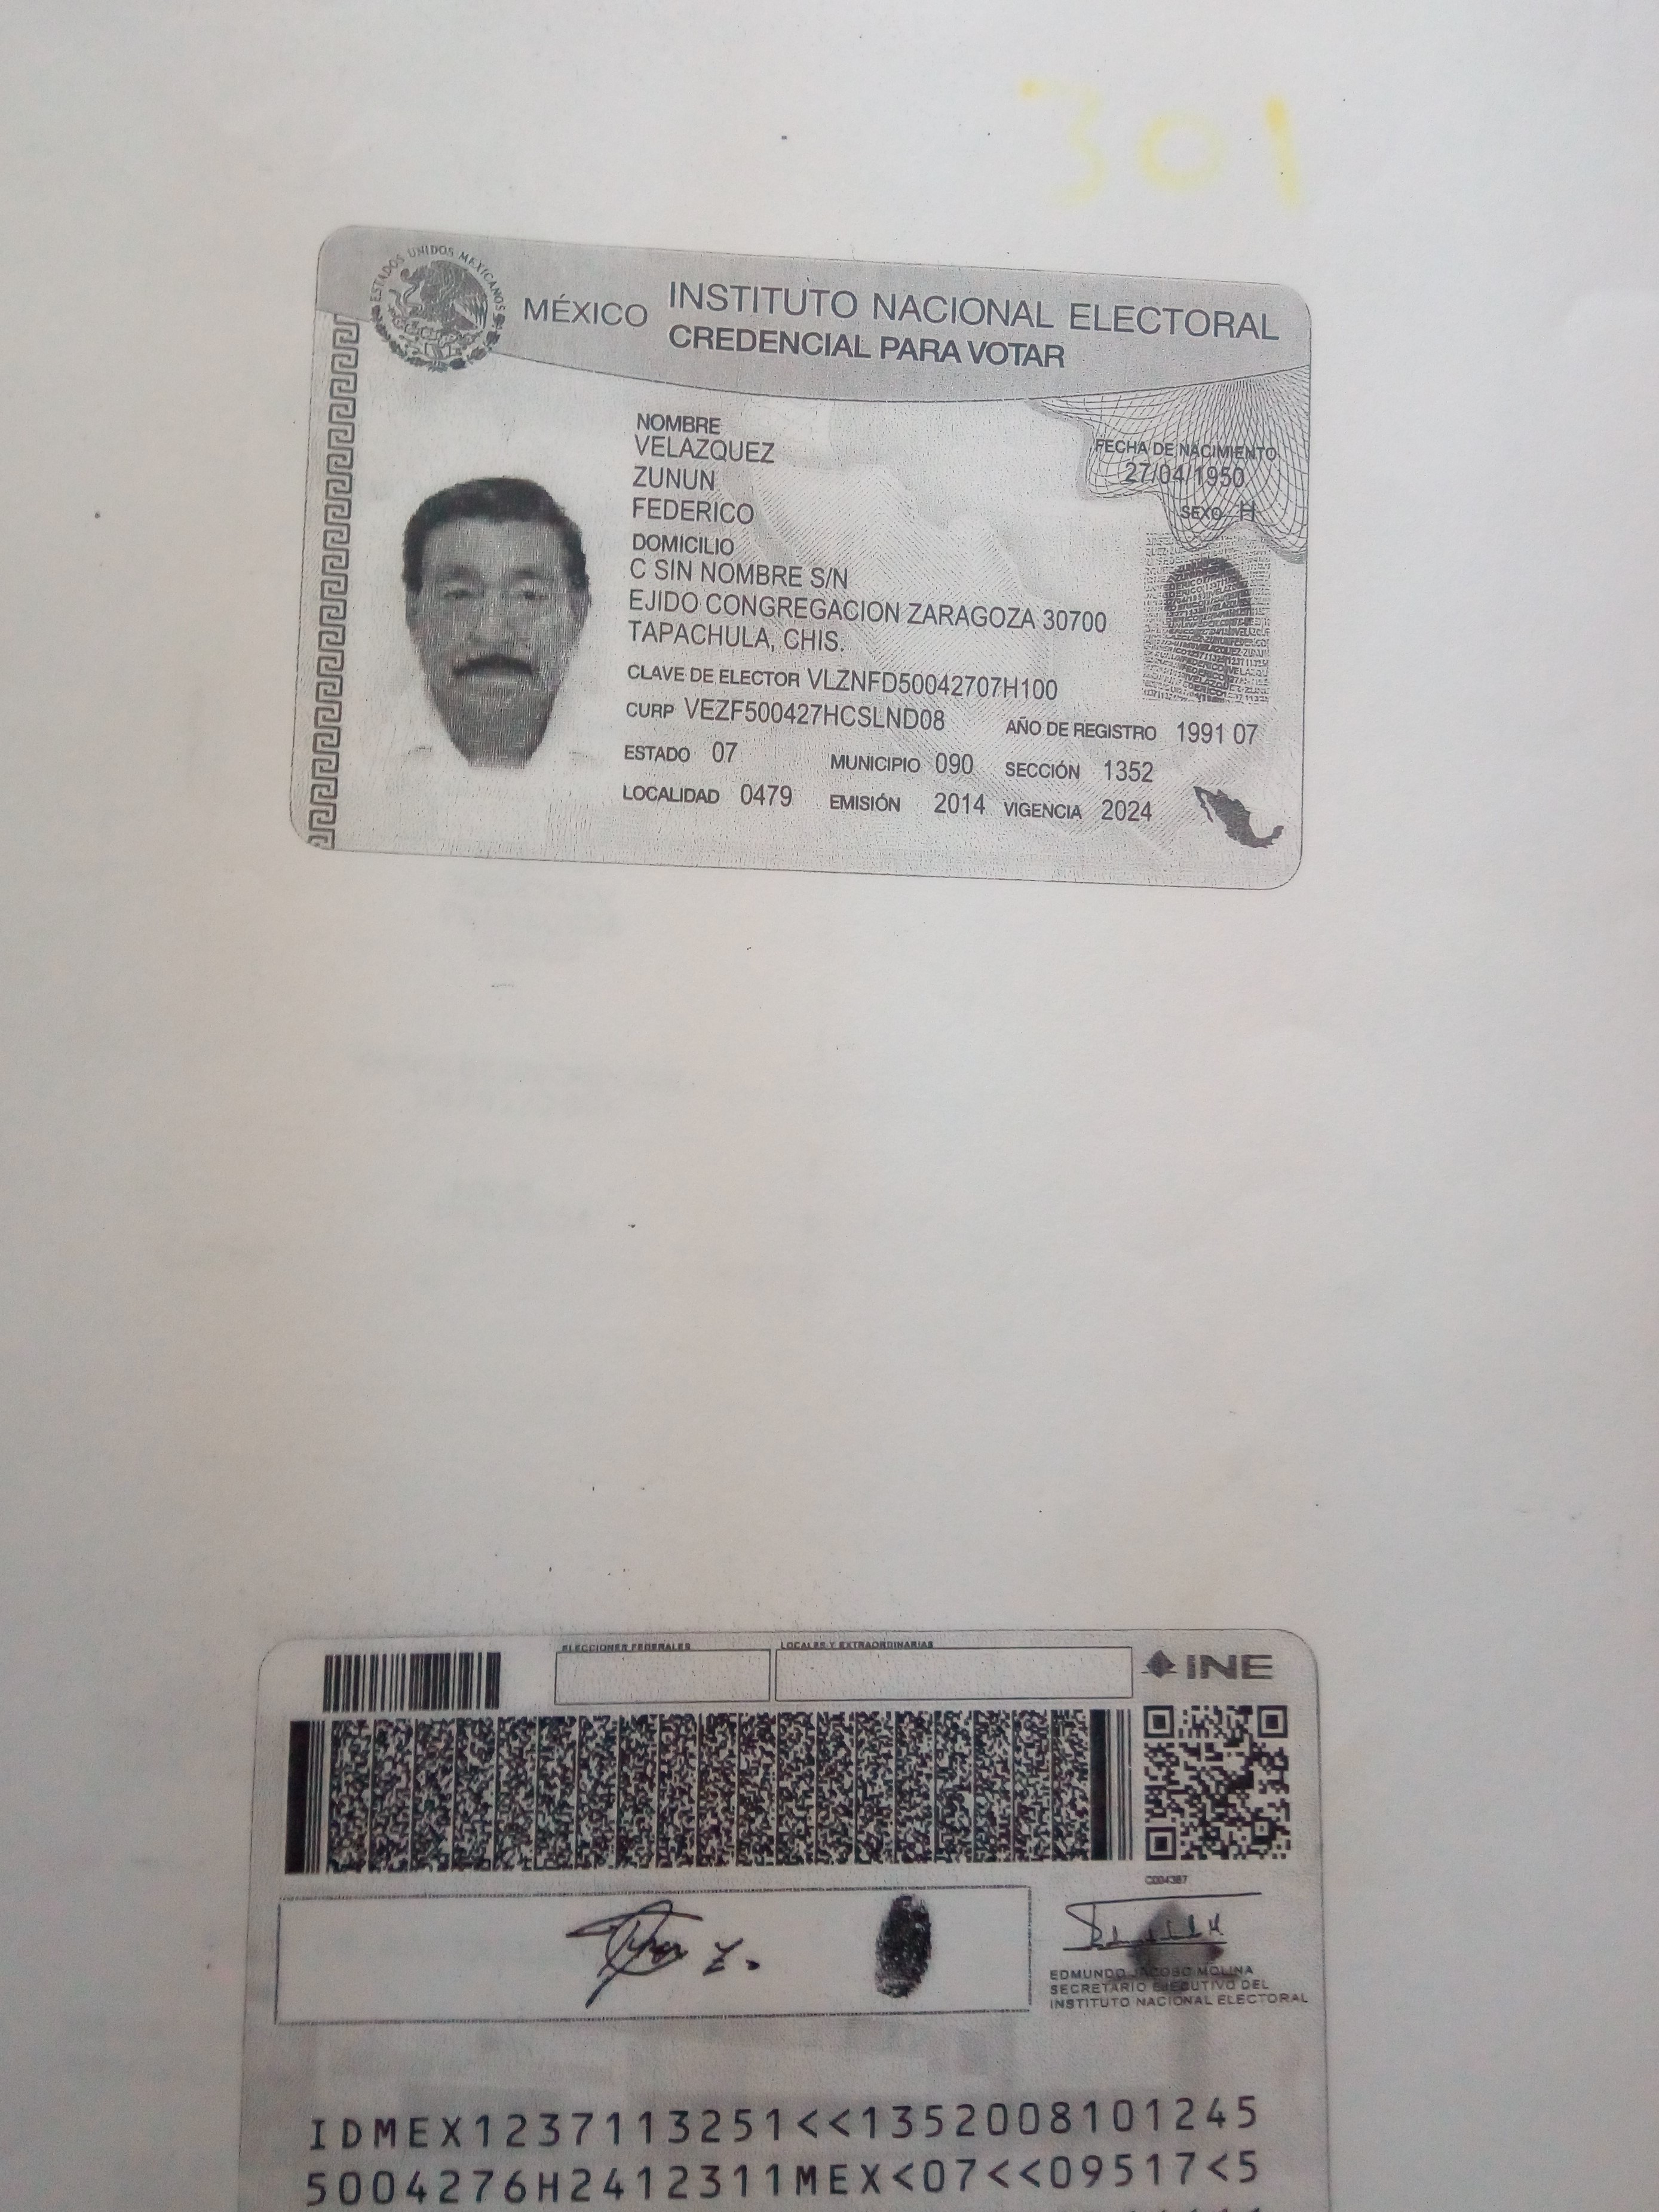 301
ESTADOS UNIDOS MEXICANOS
MÉXICO INSTITUTO NACIONAL ELECTORAL
CREDENCIAL PARA VOTAR
NOMBRE
VELAZQUEZ
ZUNUN
FEDERICO
FECHA DE NACIMIENTO
27/04/1950
SEXO H
DOMICILIO
C SIN NOMBRE S/N
EJIDO CONGREGACION ZARAGOZA 30700
TAPACHULA, CHIS.
CLAVE DE ELECTOR VLZNFD50042707H100
CURP VEZF500427HCSLND08 AÑO DE REGISTRO 1991 07
ESTADO 07 MUNICIPIO 090 SECCIÓN 1352
LOCALIDAD 0479 EMISIÓN 2014 VIGENCIA 2024
ELECCIONES FEDERALES LOCALES Y EXTRAORDINARIAS
INE
EDMUNDO JACOBO MOLINA
SECRETARIO EJECUTIVO DEL
INSTITUTO NACIONAL ELECTORAL
IDMEX1237113251<<1352008101245
5004276H2412311MEX<07<<09517<5